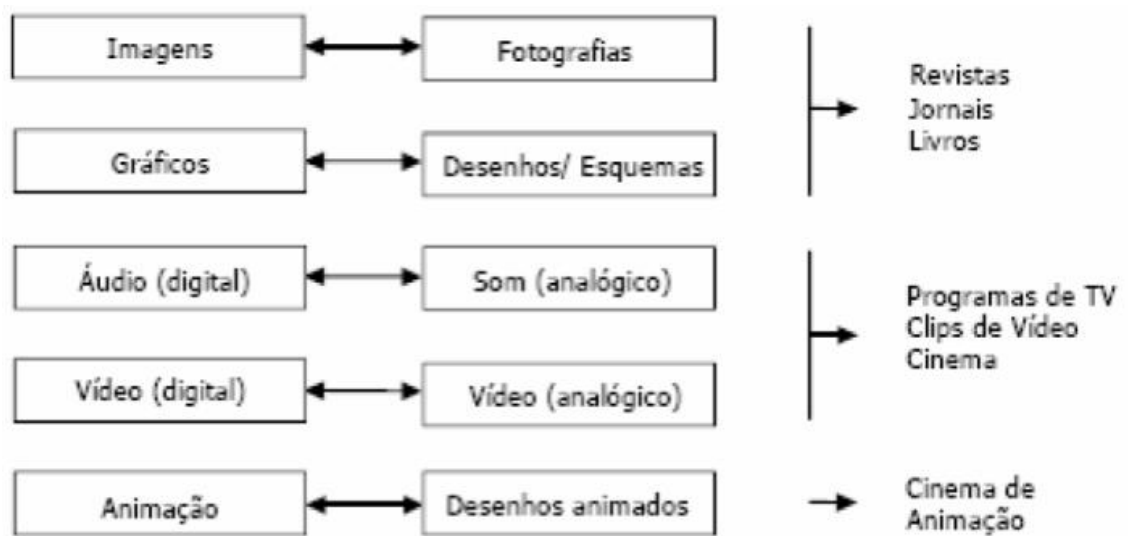 Imagens
Fotografias
Gráficos
Desenhos/ Esquemas
Revistas
Jornais
Livros
Áudio (digital)
Som (analógico)
Vídeo (digital)
Vídeo (analógico)
Programas de TV
Clips de Vídeo
Cinema
Animação
Desenhos animados
Cinema de
Animação